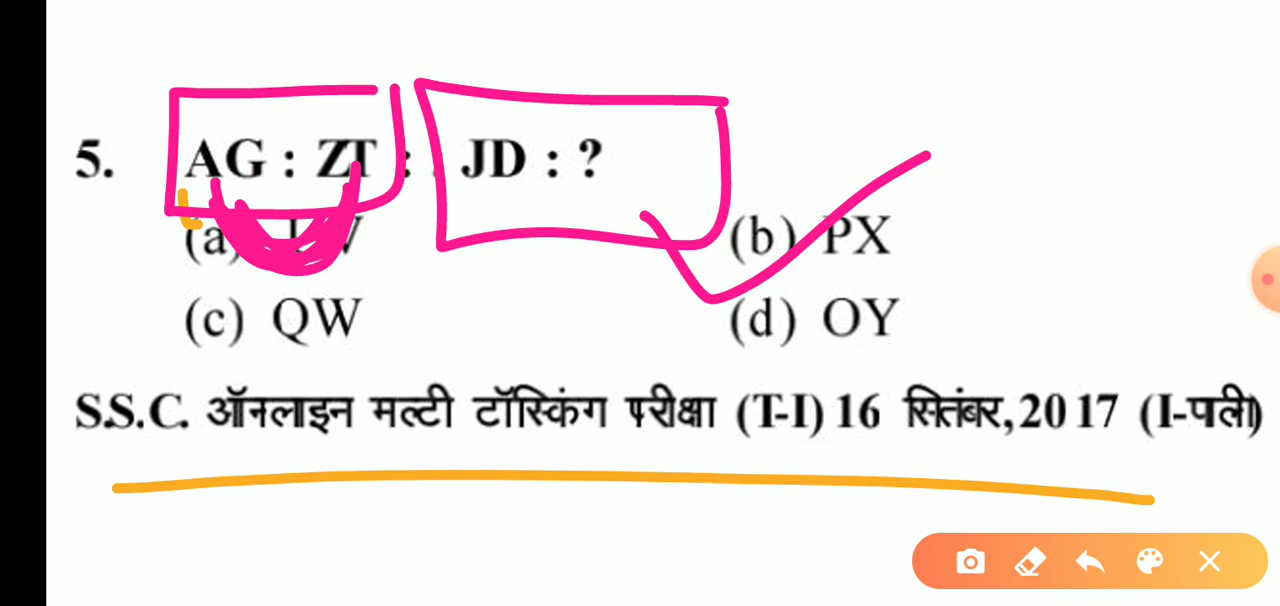 5. AG : ZT : JD : ?
(a) (b) PX
(c) QW (d) OY
S.S.C. ऑनलाइन मल्टी टॉस्किंग परीक्षा (T-I) 16 सितंबर, 2017 (I-पाली)